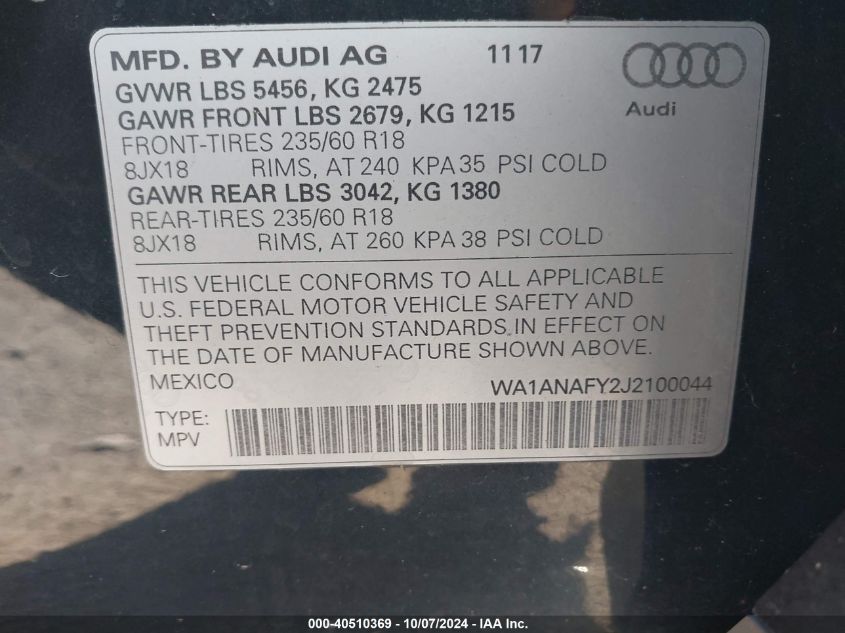 MFD. BY AUDI AG 11 17
GVWR LBS 5456, KG 2475
GAWR FRONT LBS 2679, KG 1215
Audi
FRONT-TIRES 235/60 R18
8JX18 RIMS, AT 240 KPA 35 PSI COLD
GAWR REAR LBS 3042, KG 1380
REAR-TIRES 235/60 R18
8JX18 RIMS, AT 260 KPA 38 PSI COLD
THIS VEHICLE CONFORMS TO ALL APPLICABLE
U.S. FEDERAL MOTOR VEHICLE SAFETY AND
THEFT PREVENTION STANDARDS IN EFFECT ON
THE DATE OF MANUFACTURE SHOWN ABOVE.
MEXICO WA1ANAFY2J2100044
TYPE:
MPV
000-40510369 - 10/07/2024 - IAA Inc.